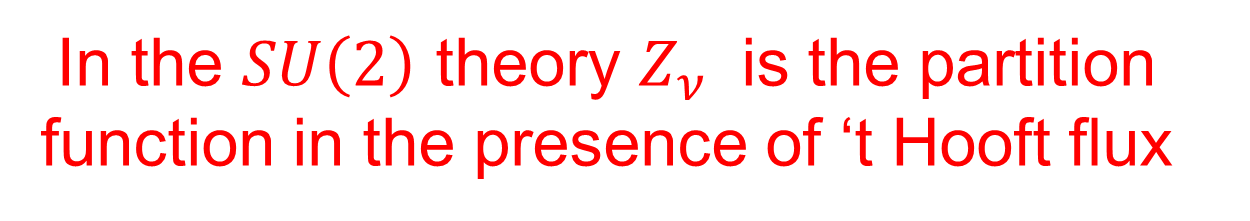 In the 𝑆𝑈(2) theory 𝑍_𝜈 is the partition
function in the presence of ‘t Hooft flux